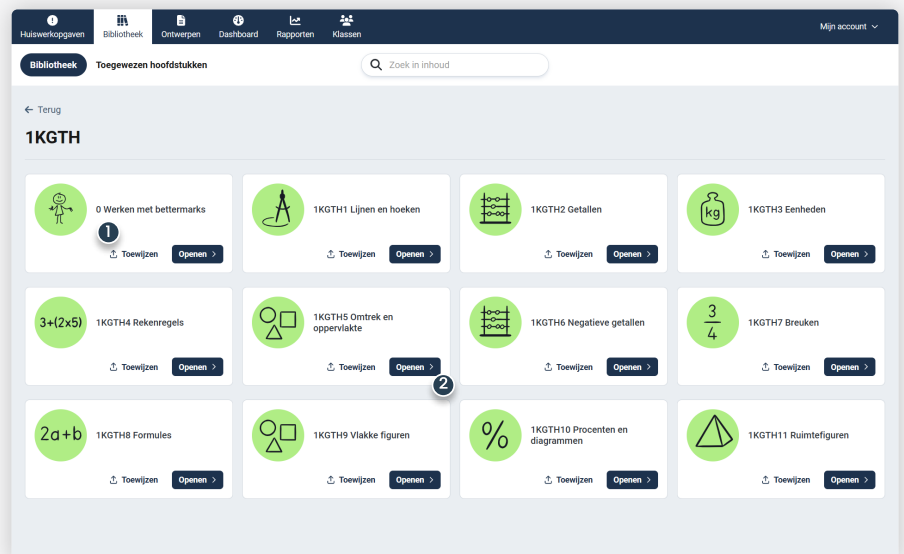 Huiswerkopgaven Bibliotheek Ontwerpen Dashboard Rapporten Klassen Mijn account
Bibliotheek Toegewezen hoofdstukken Zoek in inhoud
Terug
1KGTH
0 Werken met bettermarks
1
Toewijzen Openen
1KGTH1 Lijnen en hoeken
Toewijzen Openen
1KGTH2 Getallen
Toewijzen Openen
kg
1KGTH3 Eenheden
Toewijzen Openen
3+(2x5)
1KGTH4 Rekenregels
Toewijzen Openen
1KGTH5 Omtrek en
oppervlakte
Toewijzen Openen
2
1KGTH6 Negatieve getallen
Toewijzen Openen
3
4
1KGTH7 Breuken
Toewijzen Openen
2a+b
1KGTH8 Formules
Toewijzen Openen
1KGTH9 Vlakke figuren
Toewijzen Openen
%
1KGTH10 Procenten en
diagrammen
Toewijzen Openen
1KGTH11 Ruimtefiguren
Toewijzen Openen